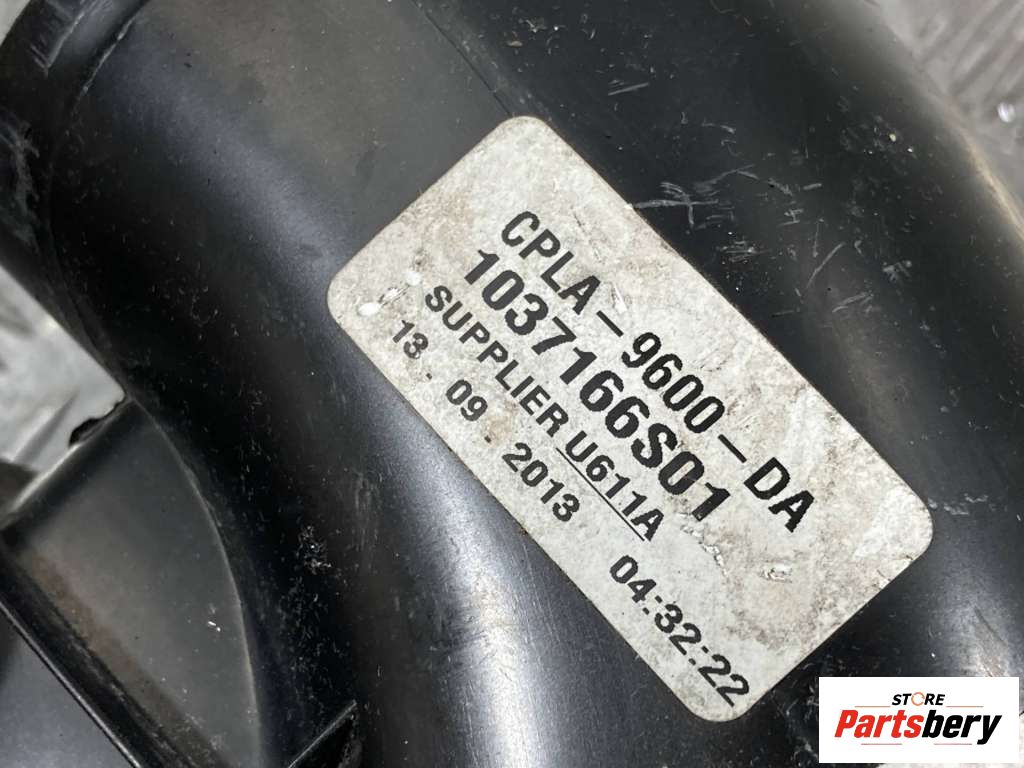 CPLA-9600-DA
1037166S01
SUPPLIER U611A
13 - 09 - 2013 04:32:22
STORE
Partsbery